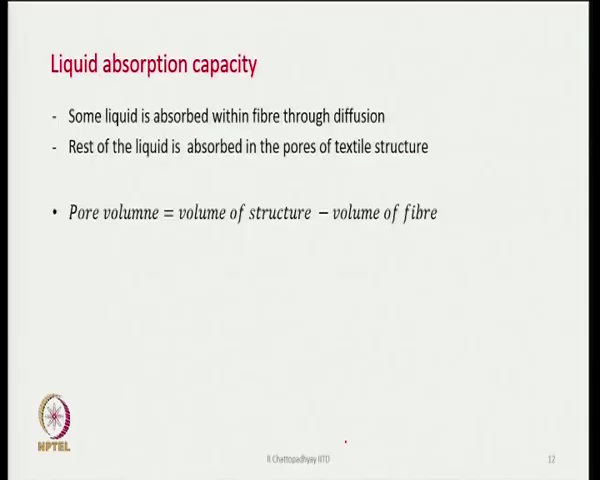 Liquid absorption capacity
- Some liquid is absorbed within fibre through diffusion
- Rest of the liquid is absorbed in the pores of textile structure
• Pore volumne = volume of structure − volume of fibre
NPTEL
R Chattopadhyay IITD
12